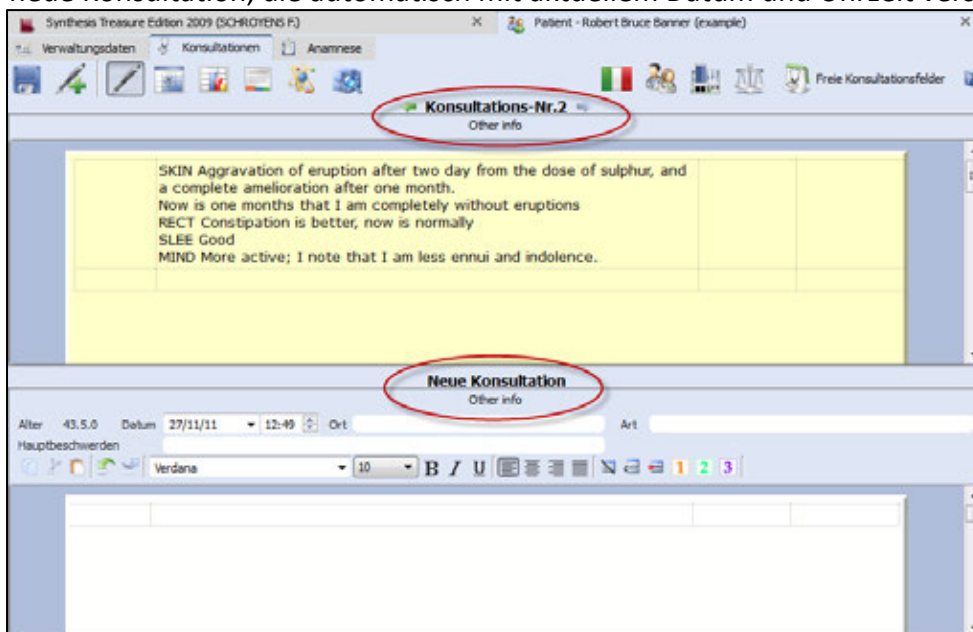 neue Konsultation, die automatisch mit aktuellem Datum und Uhrzeit
Synthesis Treasure Edition 2009 (SCHROYENS F.)
Patient - Robert Bruce Banner (example)
Verwaltungsdaten Konsultationen Anamnese
Freie Konsultationsfelder
Konsultations-Nr.2
Other info
SKIN Aggravation of eruption after two day from the dose of sulphur, and
a complete amelioration after one month.
Now is one months that I am completely without eruptions
RECT Constipation is better, now is normally
SLEE Good
MIND More active; I note that I am less ennui and indolence.
Neue Konsultation
Other info
Alter 43.5.0 Datum 27/11/11 12:49 Ort Art
Hauptbeschwerden
Verdana 10 B I U 1 2 3